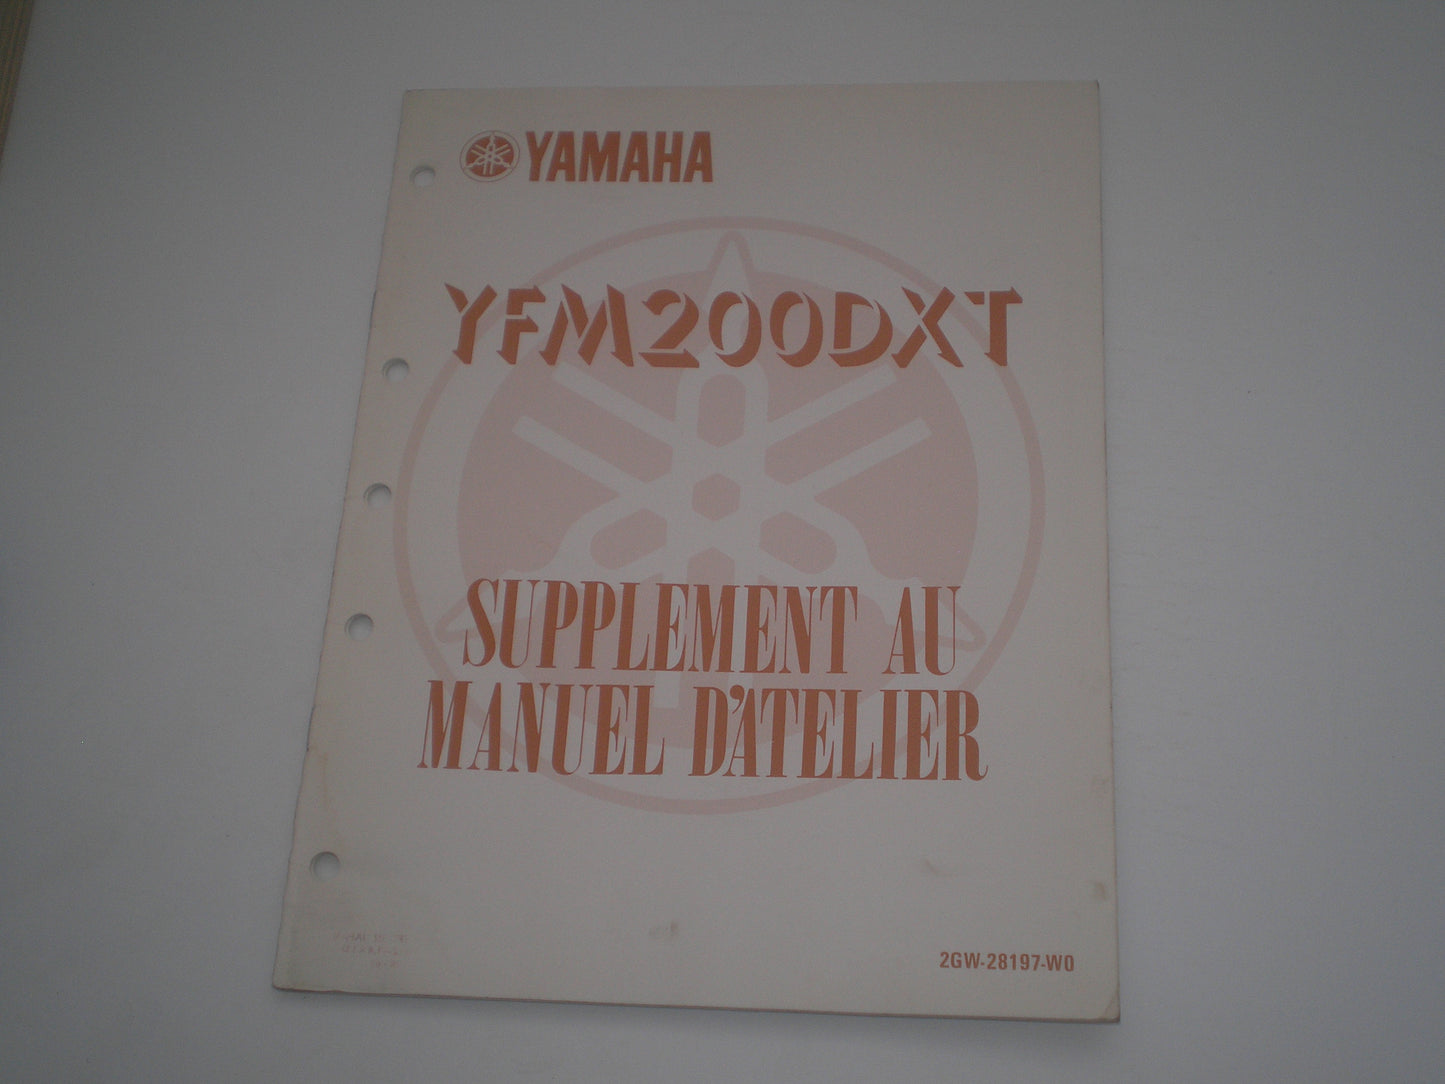 YAMAHA
YFM200DXT
SUPPLEMENT AU
MANUEL D'ATELIER
2GW-28197-W0